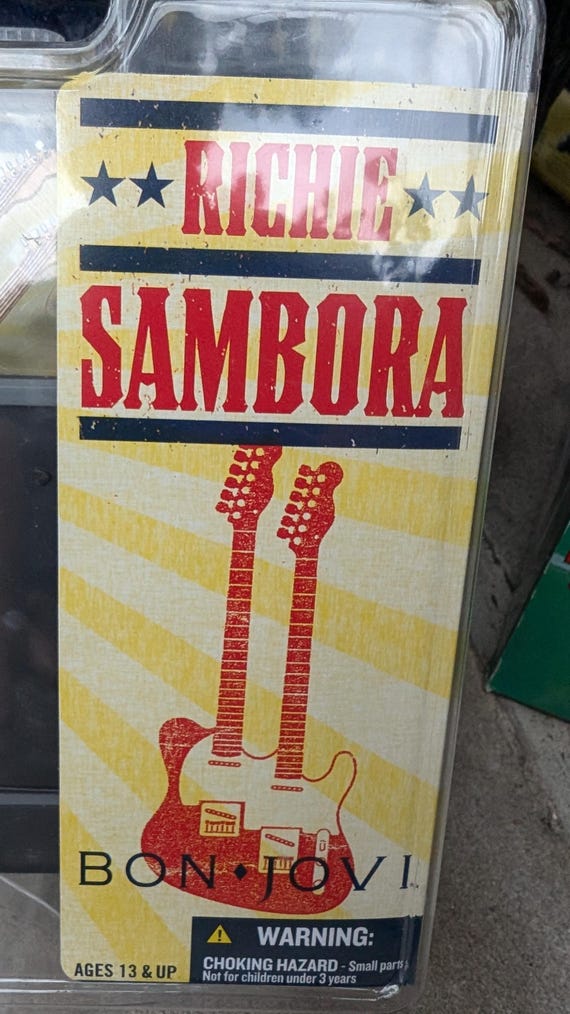 RICHIE
SAMBORA
BON JOVI
WARNING:
CHOKING HAZARD - Small parts
Not for children under 3 years
AGES 13 & UP